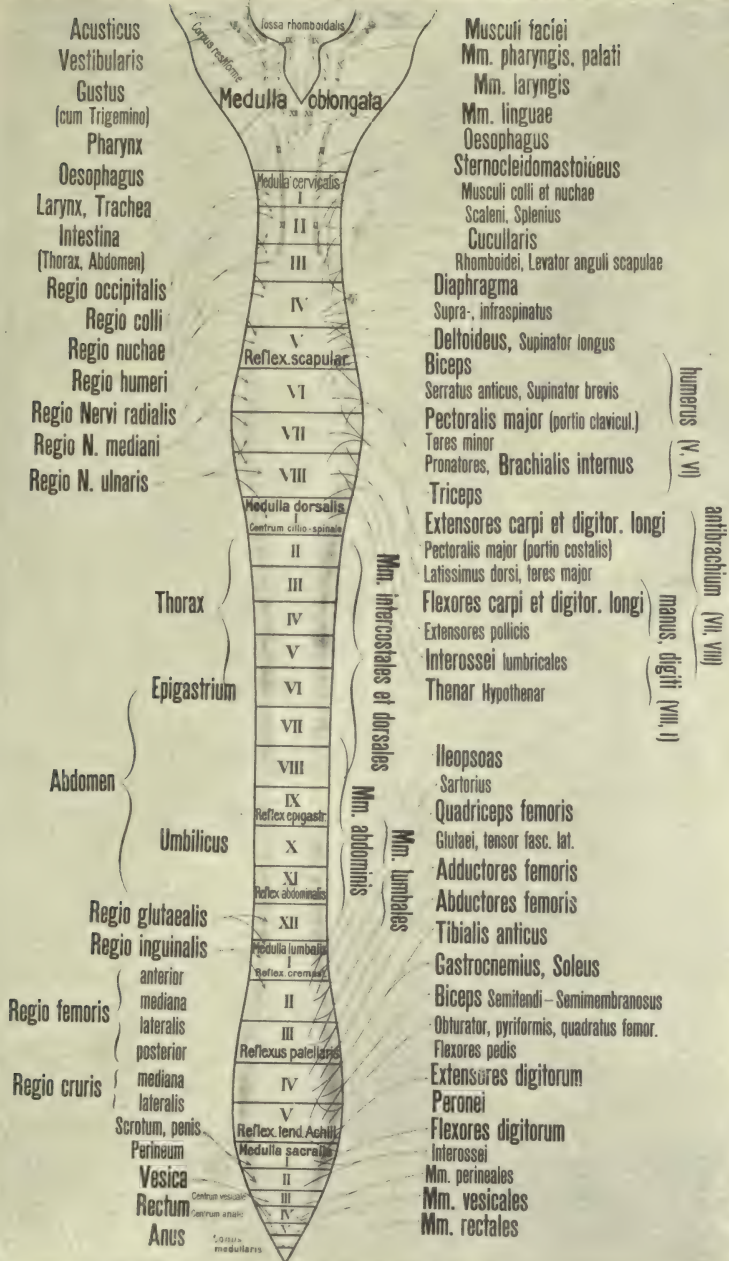 Acusticus
Vestibularis
Gustus
(cum Trigemino)
Pharynx
Oesophagus
Larynx, Trachea
Intestina
(Thorax, Abdomen)
Regio occipitalis
Regio colli
Regio nuchae
Regio humeri
Regio Nervi radialis
Regio N. mediani
Regio N. ulnaris
Thorax
Epigastrium
Abdomen
Umbilicus
Regio glutaealis
Regio inguinalis
Regio femoris
anterior
mediana
lateralis
posterior
Regio cruris
mediana
lateralis
Scrotum, penis
Perineum
Vesica
Centrum vesicale
Rectum
Centrum anale
Anus
Conus
medullaris
fossa rhomboidalis
Corpus restiforme
Medulla oblongata
Medulla cervicalis
I
II
III
IV
V
Reflex. scapular.
VI
VII
VIII
Medulla dorsalis
I
Centrum cilio-spinale
II
III
IV
V
VI
VII
VIII
IX
Reflex epigastr.
X
XI
Reflex abdominalis
XII
Medulla lumbalis
I
Reflex. cremast.
II
III
Reflexus patellaris
IV
V
Reflex. tend. Achill.
Medulla sacralis
I
II
III
IV
V
Mm. intercostales et dorsales
Mm. abdominis
Mm. lumbales
Musculi faciei
Mm. pharyngis, palati
Mm. laryngis
Mm. linguae
Oesophagus
Sternocleidomastoideus
Musculi colli et nuchae
Scaleni, Splenius
Cucullaris
Rhomboidei, Levator anguli scapulae
Diaphragma
Supra-, infraspinatus
Deltoideus, Supinator longus
Biceps
Serratus anticus, Supinator brevis
Pectoralis major (portio clavicul.)
Teres minor
Pronatores, Brachialis internus
Triceps
Extensores carpi et digitor. longi
Pectoralis major (portio costalis)
Latissimus dorsi, teres major
Flexores carpi et digitor. longi
Extensores pollicis
Interossei lumbricales
Thenar Hypothenar
humerus (V. VI)
antibrachium (VII, VIII)
manus, digiti (VIII, I)
Ileopsoas
Sartorius
Quadriceps femoris
Glutaei, tensor fasc. lat.
Adductores femoris
Abductores femoris
Tibialis anticus
Gastrocnemius, Soleus
Biceps Semitendi-Semimembranosus
Obturator, pyriformis, quadratus femor.
Flexores pedis
Extensores digitorum
Peronei
Flexores digitorum
Interossei
Mm. perineales
Mm. vesicales
Mm. rectales